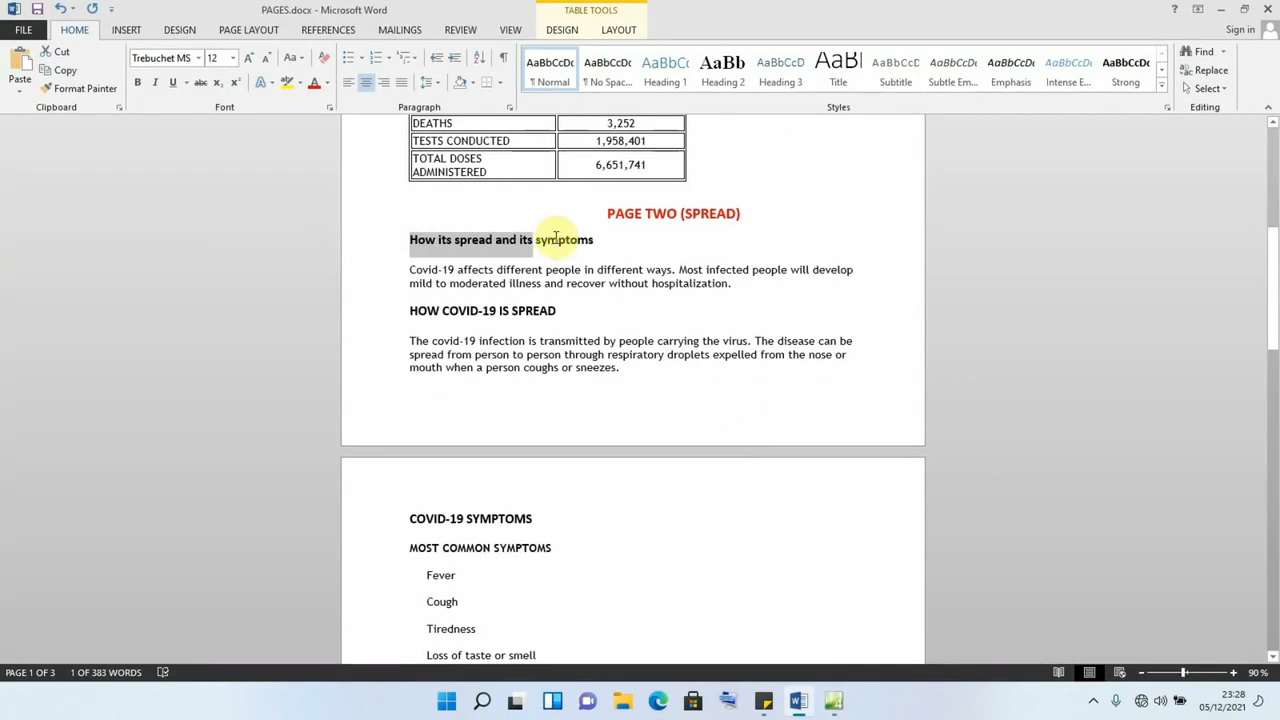 PAGES.docx - Microsoft Word
TABLE TOOLS
Sign in
FILE HOME INSERT DESIGN PAGE LAYOUT REFERENCES MAILINGS REVIEW VIEW DESIGN LAYOUT
Paste
Cut
Copy
Format Painter
Clipboard
Trebuchet MS 12
Font
Paragraph
AaBbCcDc AaBbCcDc AaBbCc AaBb AaBbCcD AaBl AaBbCcD AaBbCcDc AaBbCcDc AaBbCcDc AaBbCcDc
¶ Normal ¶ No Spac... Heading 1 Heading 2 Heading 3 Title Subtitle Subtle Em... Emphasis Intense E... Strong
Styles
Find
Replace
Select
Editing
DEATHS 3,252
TESTS CONDUCTED 1,958,401
TOTAL DOSES
ADMINISTERED 6,651,741
PAGE TWO (SPREAD)
How its spread and its symptoms
Covid-19 affects different people in different ways. Most infected people will develop
mild to moderated illness and recover without hospitalization.
HOW COVID-19 IS SPREAD
The covid-19 infection is transmitted by people carrying the virus. The disease can be
spread from person to person through respiratory droplets expelled from the nose or
mouth when a person coughs or sneezes.
COVID-19 SYMPTOMS
MOST COMMON SYMPTOMS
Fever
Cough
Tiredness
Loss of taste or smell
PAGE 1 OF 3 1 OF 383 WORDS
90 %
23:28
05/12/2021